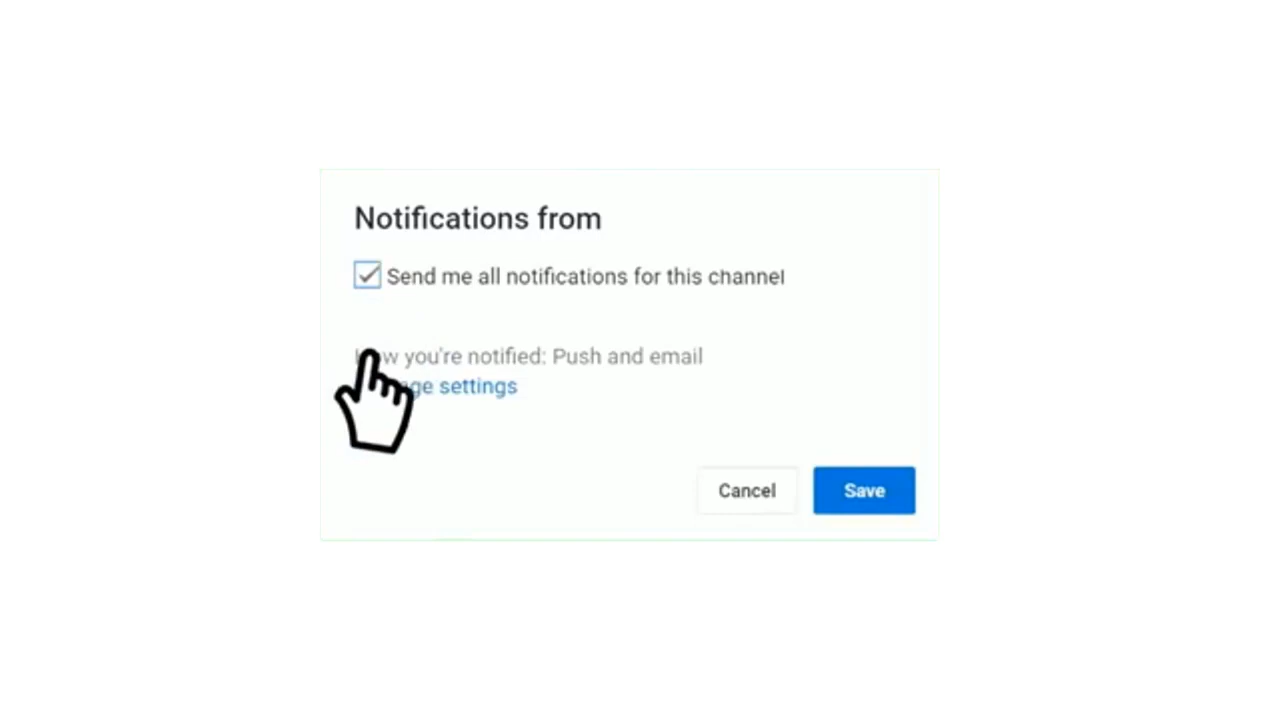 Notifications from
Send me all notifications for this channel
you're notified: Push and email
settings
Cancel
Save